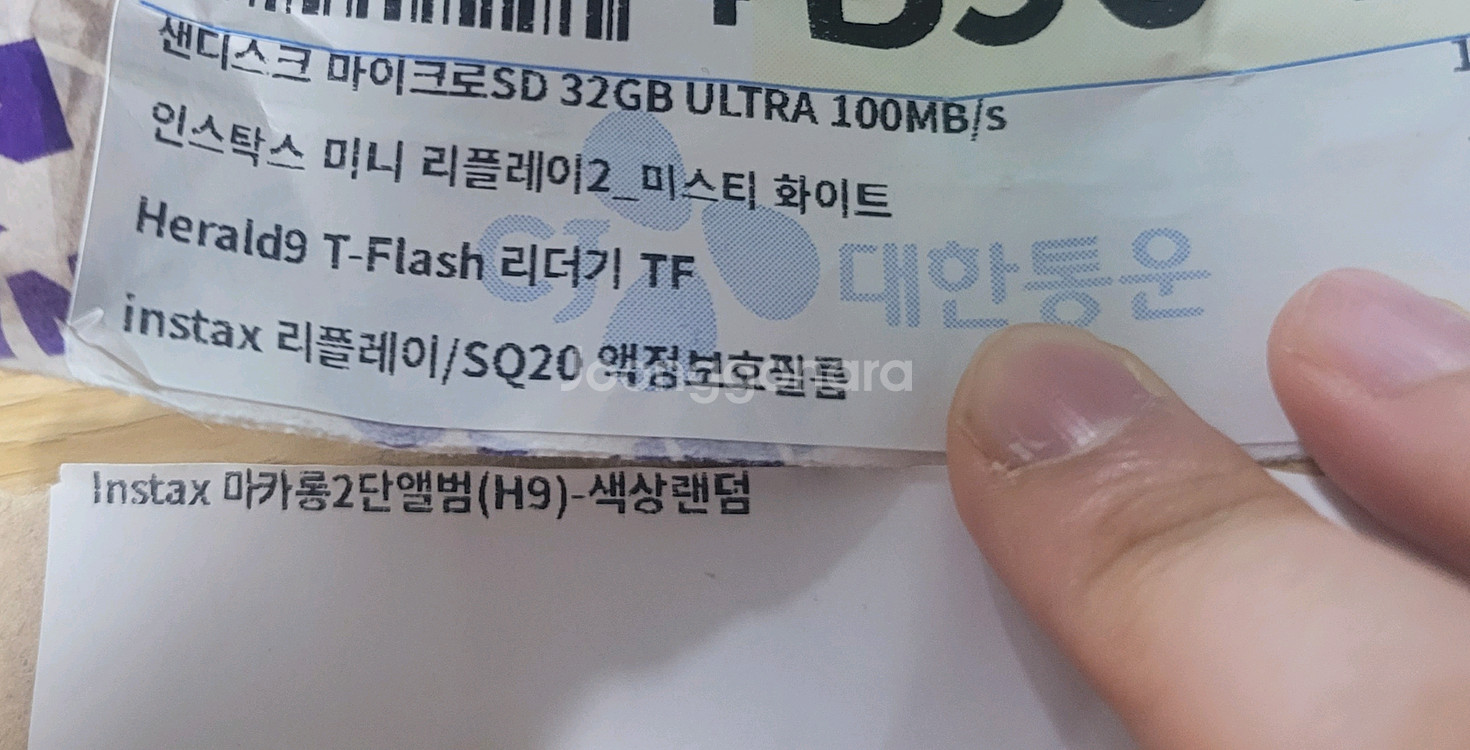 샌디스크 마이크로SD 32GB ULTRA 100MB/s
인스탁스 미니 리플레이2_미스티 화이트
Herald9 T-Flash 리더기 TF
CJ 대한통운
instax 리플레이/SQ20 액정보호필름
Joonggonara
Instax 마카롱2단앨범(H9)-색상랜덤